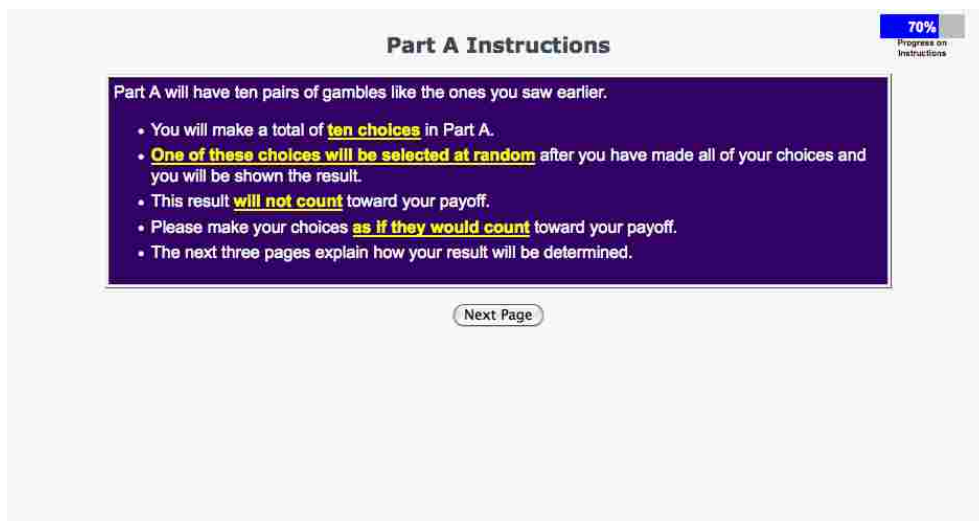 70%
Progress on
Instructions
Part A Instructions
Part A will have ten pairs of gambles like the ones you saw earlier.
• You will make a total of ten choices in Part A.
• One of these choices will be selected at random after you have made all of your choices and
you will be shown the result.
• This result will not count toward your payoff.
• Please make your choices as if they would count toward your payoff.
• The next three pages explain how your result will be determined.
Next Page